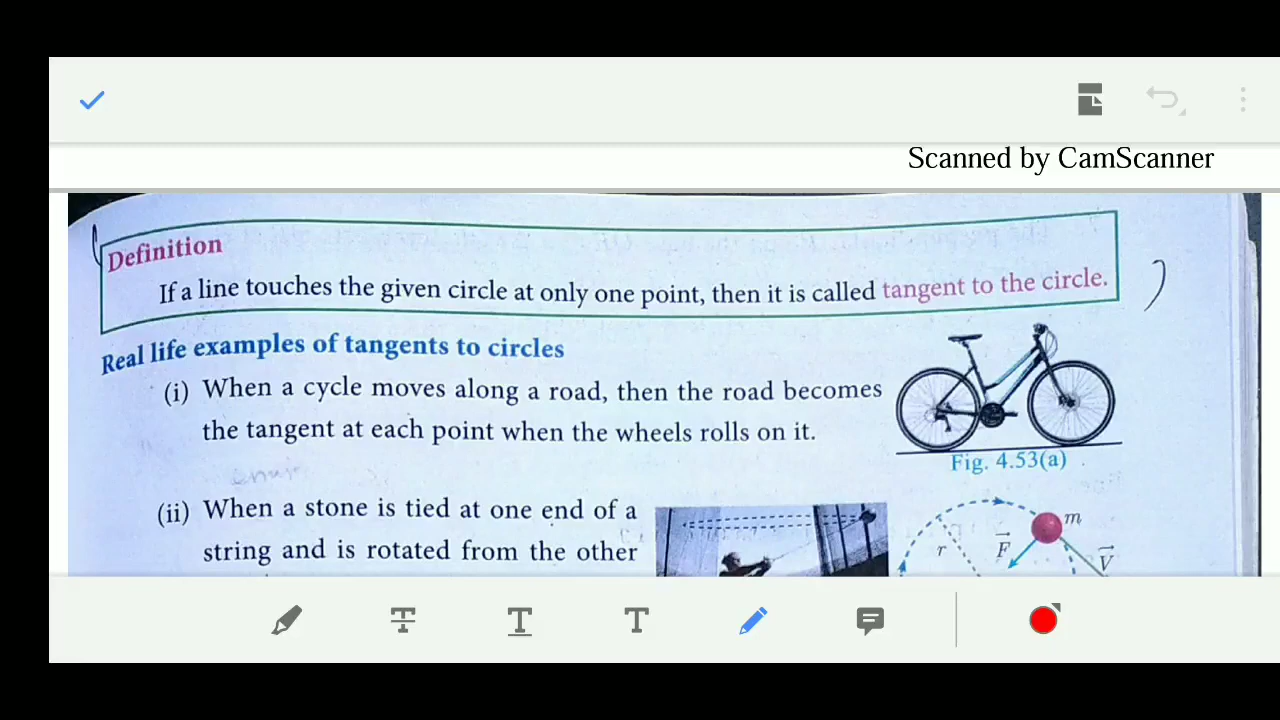 Scanned by CamScanner
Definition
If a line touches the given circle at only one point, then it is called tangent to the circle.
Real life examples of tangents to circles
(i) When a cycle moves along a road, then the road becomes
the tangent at each point when the wheels rolls on it.
Fig. 4.53(a)
(ii) When a stone is tied at one end of a
string and is rotated from the other
m
r
F
V